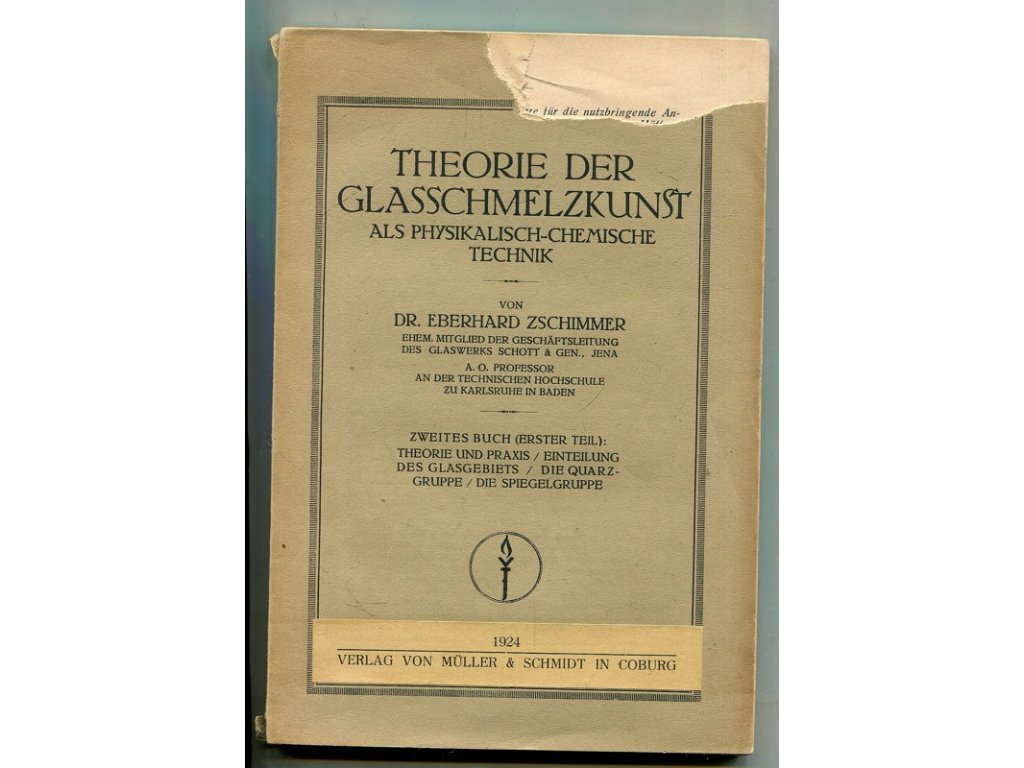 für die nutzbringende An-
THEORIE DER
GLASSCHMELZKUNST
ALS PHYSIKALISCH-CHEMISCHE
TECHNIK
VON
DR. EBERHARD ZSCHIMMER
EHEM. MITGLIED DER GESCHÄFTSLEITUNG
DES GLASWERKS SCHOTT & GEN., JENA
A. O. PROFESSOR
AN DER TECHNISCHEN HOCHSCHULE
ZU KARLSRUHE IN BADEN
ZWEITES BUCH (ERSTER TEIL):
THEORIE UND PRAXIS / EINTEILUNG
DES GLASGEBIETS / DIE QUARZ-
GRUPPE / DIE SPIEGELGRUPPE
1924
VERLAG VON MÜLLER & SCHMIDT IN COBURG